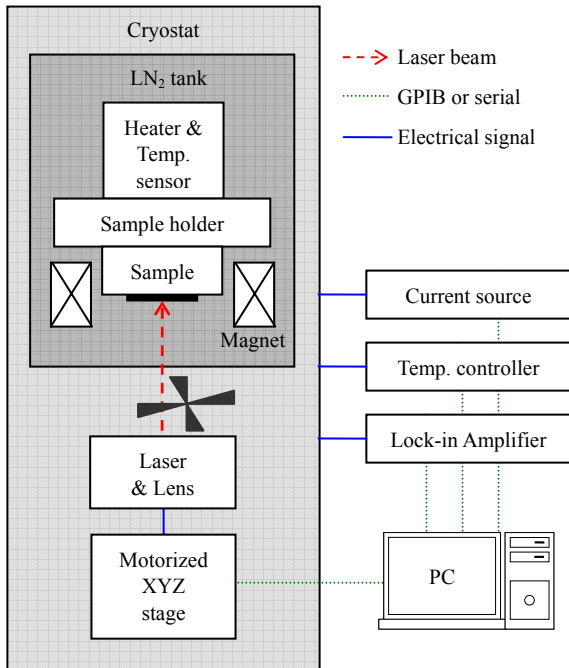 Cryostat
LN₂ tank
Heater &
Temp.
sensor
Sample holder
Sample
Magnet
Laser
& Lens
Motorized
XYZ
stage
Laser beam
GPIB or serial
Electrical signal
Current source
Temp. controller
Lock-in Amplifier
PC